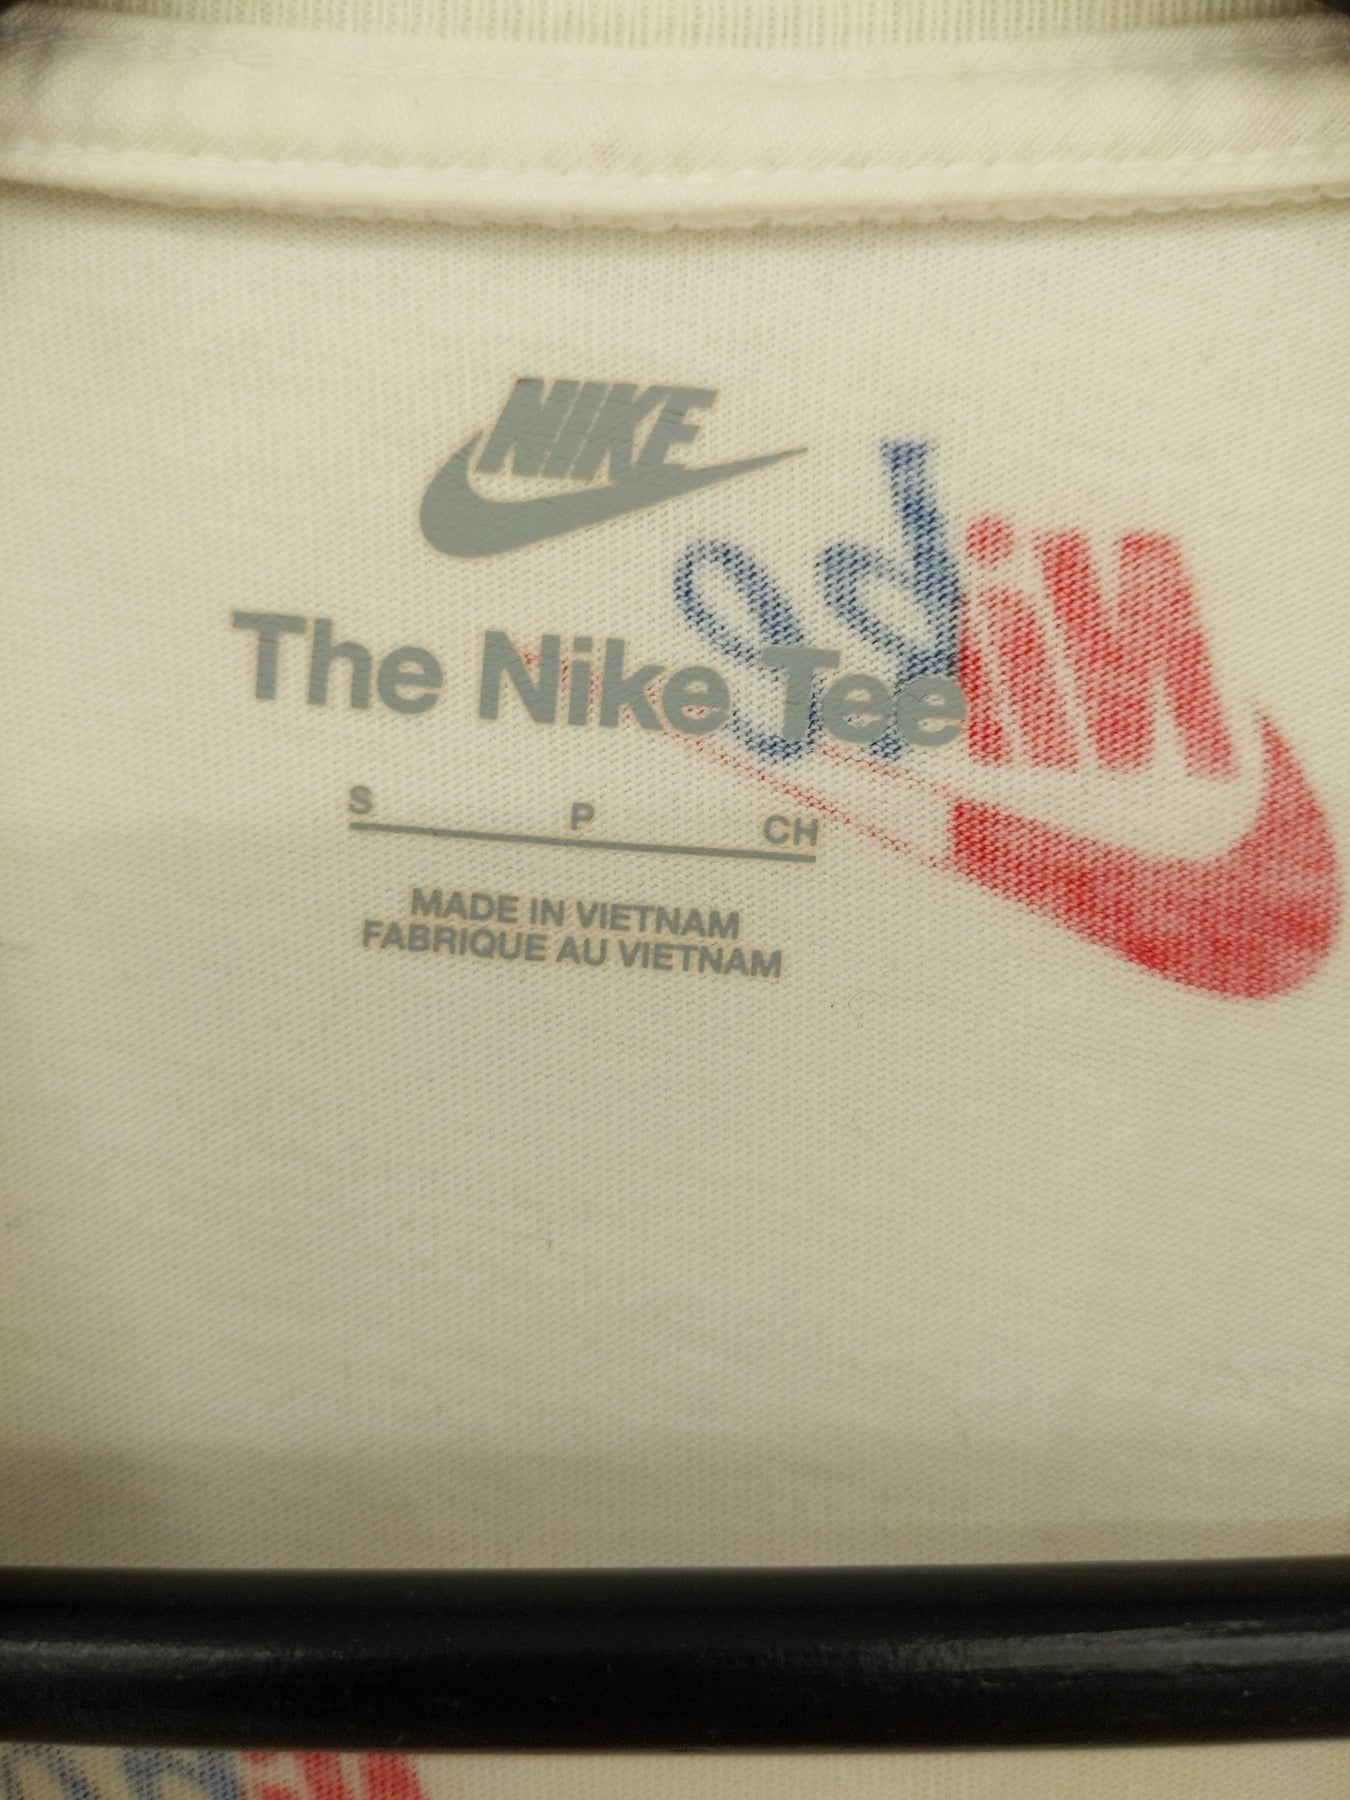 NIKE
The Nike Tee
S P CH
MADE IN VIETNAM
FABRIQUE AU VIETNAM